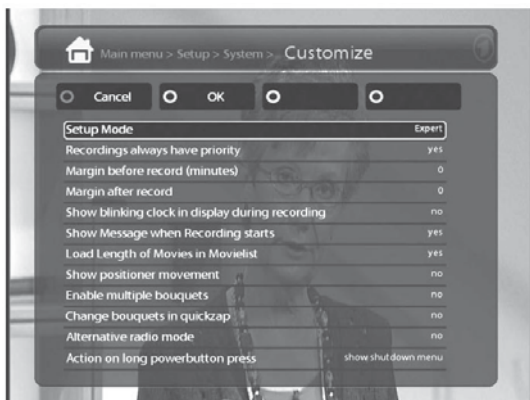 Main menu > Setup > System > Customize
Cancel OK
Setup Mode Expert
Recordings always have priority yes
Margin before record (minutes) 0
Margin after record 0
Show blinking clock in display during recording no
Show Message when Recording starts yes
Load Length of Movies in Movielist yes
Show positioner movement no
Enable multiple bouquets no
Change bouquets in quickzap no
Alternative radio mode no
Action on long powerbutton press show shutdown menu